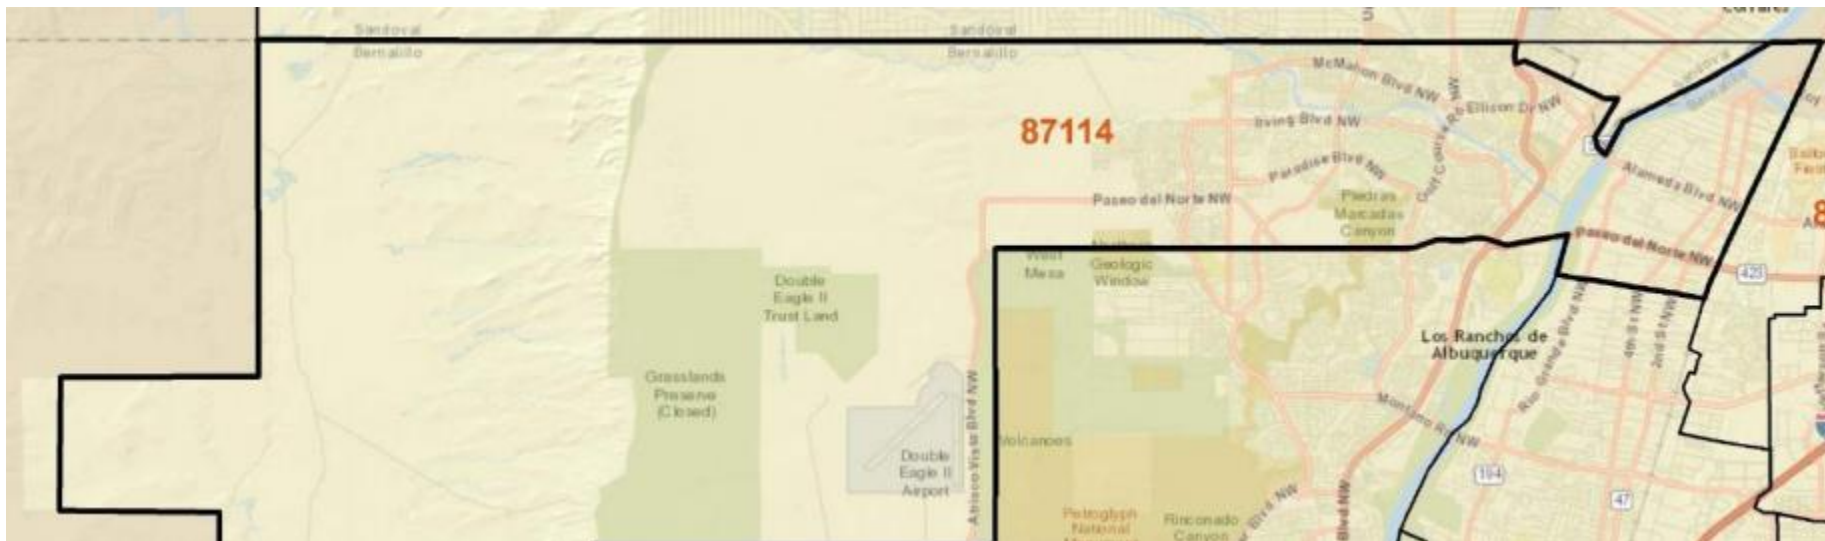 Sandoval
Bernalillo
Sandoval
Bernalillo
McMahon Blvd NW
Ellison Dr NW
Irving Blvd NW
87114
Golf Course Rd NW
Paradise Blvd NW
Alameda Blvd NW
Paseo del Norte NW
Piedras
Marcadas
Canyon
Paseo del Norte NW
West
Mesa
Geologic
Window
423
Double
Eagle II
Trust Land
Los Ranchos de
Albuquerque
Rio Grande Blvd NW
4th St NW
2nd St NW
Grasslands
Preserve
(Closed)
Atrisco Vista Blvd NW
Montano Rd NW
Volcanoes
Double
Eagle II
Airport
194
47
Petroglyph
National
Rinconado
Canyon
Blvd NW
Blvd NW